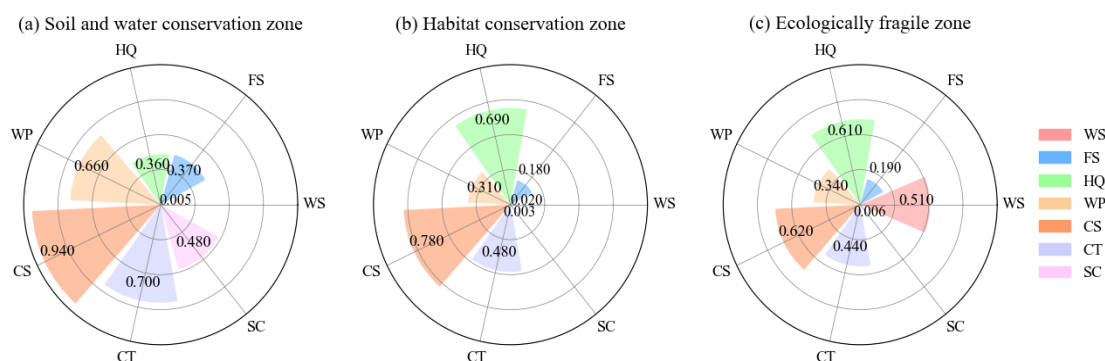 (a) Soil and water conservation zone
HQ
FS
WP
WS
CS
CT
SC
0.360
0.370
0.660
0.005
0.940
0.700
0.480
(b) Habitat conservation zone
HQ
FS
WP
WS
CS
CT
SC
0.690
0.180
0.310
0.020
0.003
0.780
0.480
(c) Ecologically fragile zone
HQ
FS
WP
WS
CS
CT
SC
0.610
0.190
0.340
0.510
0.006
0.620
0.440
WS
FS
HQ
WP
CS
CT
SC